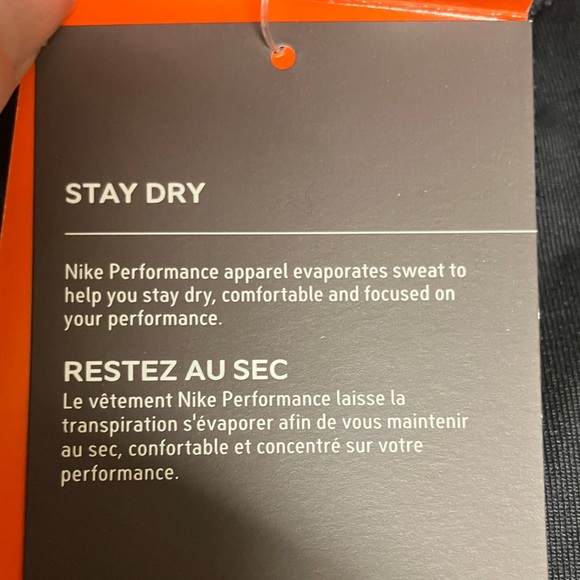 STAY DRY
Nike Performance apparel evaporates sweat to
help you stay dry, comfortable and focused on
your performance.
RESTEZ AU SEC
Le vêtement Nike Performance laisse la
transpiration s'évaporer afin de vous maintenir
au sec, confortable et concentré sur votre
performance.